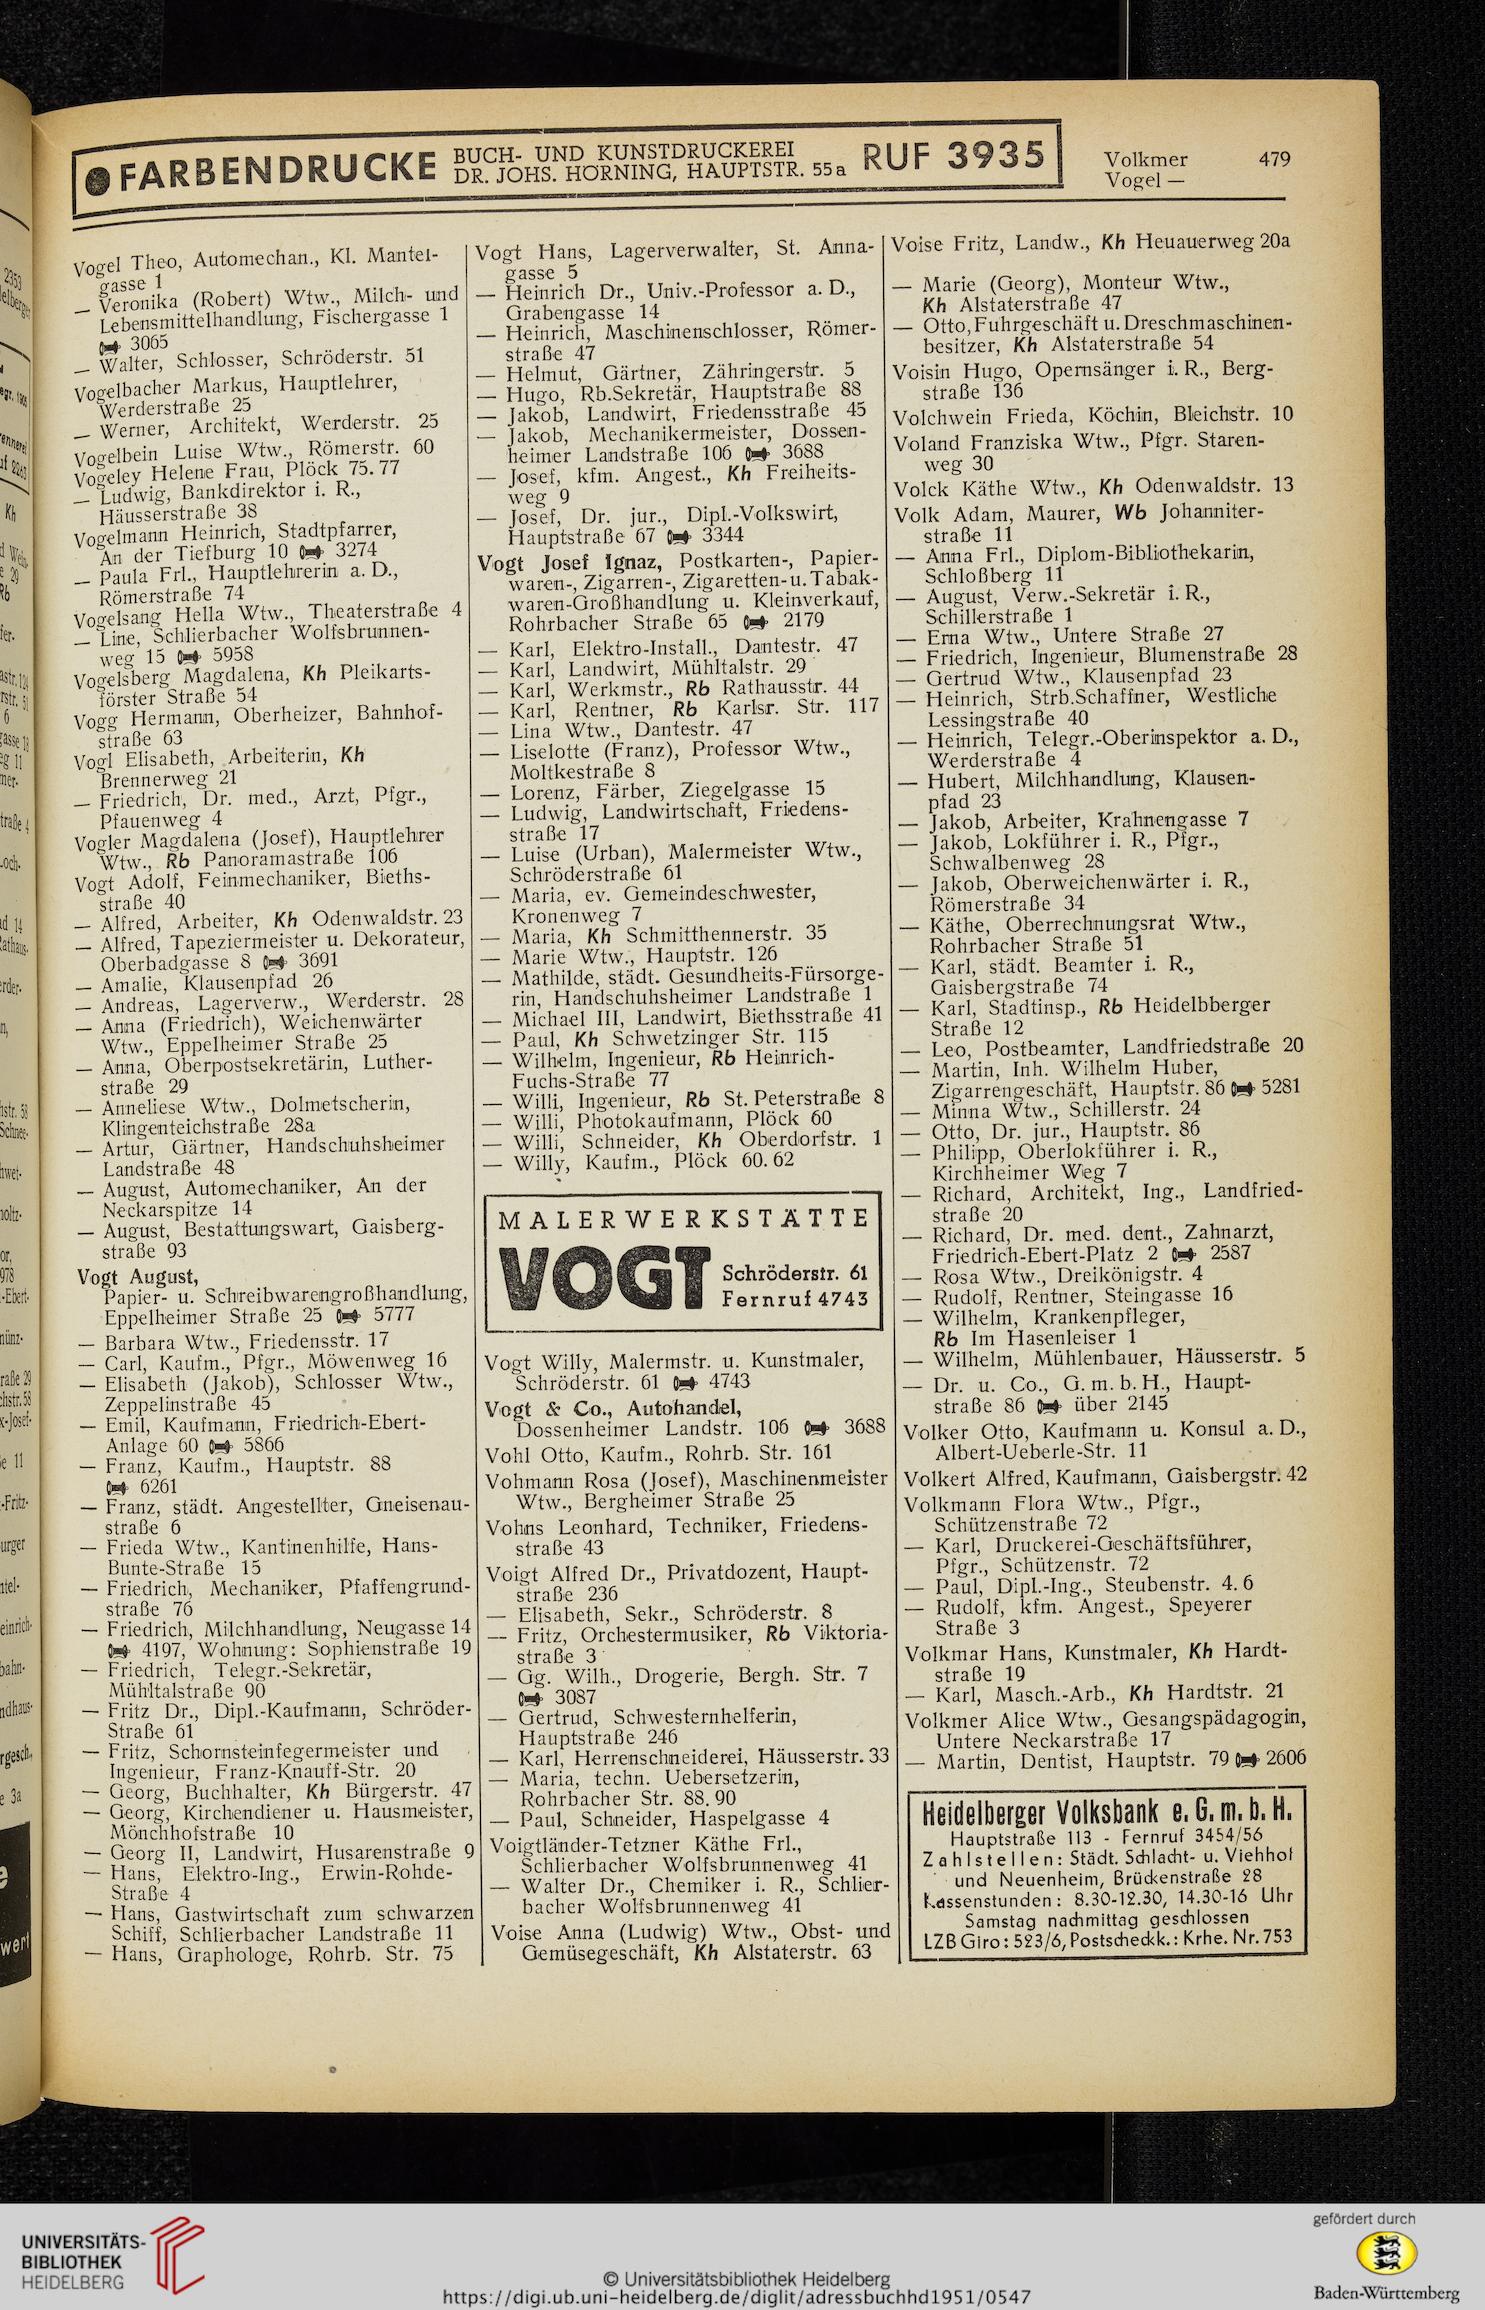 FARBENDRUCKE BUCH- UND KUNSTDRUCKEREI
DR. JOHS. HORNING, HAUPTSTR. 55a RUF 3935
Volkmer 479
Vogel —
Vogel Theo, Automechan., Kl. Mantel-
gasse 1
— Veronika (Robert) Wtw., Milch- und
Lebensmittelhandlung, Fischergasse 1
3065
— Walter, Schlosser, Schröderstr. 51
Vogelbacher Markus, Hauptlehrer,
Werderstraße 25
— Werner, Architekt, Werderstr. 25
Vogelbein Luise Wtw., Römerstr. 60
Vogeley Helene Frau, Plöck 75. 77
— Ludwig, Bankdirektor i. R.,
Häusserstraße 38
Vogelmann Heinrich, Stadtpfarrer,
An der Tiefburg 10 3274
— Paula Frl., Hauptlehrerin a. D.,
Römerstraße 74
Vogelsang Hella Wtw., Theaterstraße 4
— Line, Schlierbacher Wolfsbrunnen-
weg 15 5958
Vogelsberg Magdalena, Kh Pleikarts-
förster Straße 54
Vogg Hermann, Oberheizer, Bahnhof-
straße 63
Vogl Elisabeth, Arbeiterin, Kh
Brennerweg 21
— Friedrich, Dr. med., Arzt, Pfgr.,
Pfauenweg 4
Vogler Magdalena (Josef), Hauptlehrer
Wtw., Rb Panoramastraße 106
Vogt Adolf, Feinmechaniker, Bieths-
straße 40
— Alfred, Arbeiter, Kh Odenwaldstr. 23
— Alfred, Tapeziermeister u. Dekorateur,
Oberbadgasse 8 3691
— Amalie, Klausenpfad 26
— Andreas, Lagerverw., Werderstr. 28
— Anna (Friedrich), Weichenwärter
Wtw., Eppelheimer Straße 25
— Anna, Oberpostsekretärin, Luther-
straße 29
— Anneliese Wtw., Dolmetscherin,
Klingenteichstraße 28a
— Artur, Gärtner, Handschuhsheimer
Landstraße 48
— August, Automechaniker, An der
Neckarspitze 14
— August, Bestattungswart, Gaisberg-
straße 93
Vogt August,
Papier- u. Schreibwarengroßhandlung,
Eppelheimer Straße 25 5777
— Barbara Wtw., Friedensstr. 17
— Carl, Kaufm., Pfgr., Möwenweg 16
— Elisabeth (Jakob), Schlosser Wtw.,
Zeppelinstraße 45
— Emil, Kaufmann, Friedrich-Ebert-
Anlage 60 5866
— Franz, Kaufm., Hauptstr. 88
6261
— Franz, städt. Angestellter, Gneisenau-
straße 6
— Frieda Wtw., Kantinenhilfe, Hans-
Bunte-Straße 15
— Friedrich, Mechaniker, Pfaffengrund-
straße 76
— Friedrich, Milchhandlung, Neugasse 14
4197, Wohnung: Sophienstraße 19
— Friedrich, Telegr.-Sekretär,
Mühltalstraße 90
— Fritz Dr., Dipl.-Kaufmann, Schröder-
Straße 61
— Fritz, Schornsteinfegermeister und
Ingenieur, Franz-Knauff-Str. 20
— Georg, Buchhalter, Kh Bürgerstr. 47
— Georg, Kirchendiener u. Hausmeister,
Mönchhofstraße 10
— Georg II, Landwirt, Husarenstraße 9
— Hans, Elektro-Ing., Erwin-Rohde-
Straße 4
— Hans, Gastwirtschaft zum schwarzen
Schiff, Schlierbacher Landstraße 11
— Hans, Graphologe, Rohrb. Str. 75
Vogt Hans, Lagerverwalter, St. Anna-
gasse 5
— Heinrich Dr., Univ.-Professor a. D.,
Grabengasse 14
— Heinrich, Maschinenschlosser, Römer-
straße 47
— Helmut, Gärtner, Zähringerstr. 5
— Hugo, Rb.Sekretär, Hauptstraße 88
— Jakob, Landwirt, Friedensstraße 45
— Jakob, Mechanikermeister, Dossen-
heimer Landstraße 106 3688
— Josef, kfm. Angest., Kh Freiheits-
weg 9
— Josef, Dr. jur., Dipl.-Volkswirt,
Hauptstraße 67 3344
Vogt Josef Ignaz, Postkarten-, Papier-
waren-, Zigarren-, Zigaretten- u. Tabak-
waren-Großhandlung u. Kleinverkauf,
Rohrbacher Straße 65 2179
— Karl, Elektro-Install., Dantestr. 47
— Karl, Landwirt, Mühltalstr. 29
— Karl, Werkmstr., Rb Rathausstr. 44
— Karl, Rentner, Rb Karlsr. Str. 117
— Lina Wtw., Dantestr. 47
— Liselotte (Franz), Professor Wtw.,
Moltkestraße 8
— Lorenz, Färber, Ziegelgasse 15
— Ludwig, Landwirtschaft, Friedens-
straße 17
— Luise (Urban), Malermeister Wtw.,
Schröderstraße 61
— Maria, ev. Gemeindeschwester,
Kronenweg 7
— Maria, Kh Schmitthennerstr. 35
— Marie Wtw., Hauptstr. 126
— Mathilde, städt. Gesundheits-Fürsorge-
rin, Handschuhsheimer Landstraße 1
— Michael III, Landwirt, Biethsstraße 41
— Paul, Kh Schwetzinger Str. 115
— Wilhelm, Ingenieur, Rb Heinrich-
Fuchs-Straße 77
— Willi, Ingenieur, Rb St. Peterstraße 8
— Willi, Photokaufmann, Plöck 60
— Willi, Schneider, Kh Oberdorfstr. 1
— Willy, Kaufm., Plöck 60. 62
MALERWERKSTÄTTE
VOGT Schröderstr. 61
Fernruf 4743
Vogt Willy, Malermstr. u. Kunstmaler,
Schröderstr. 61 4743
Vogt & Co., Autohandel,
Dossenheimer Landstr. 106 3688
Vohl Otto, Kaufm., Rohrb. Str. 161
Vohmann Rosa (Josef), Maschinenmeister
Wtw., Bergheimer Straße 25
Vohns Leonhard, Techniker, Friedens-
straße 43
Voigt Alfred Dr., Privatdozent, Haupt-
straße 236
— Elisabeth, Sekr., Schröderstr. 8
— Fritz, Orchestermusiker, Rb Viktoria-
straße 3
— Gg. Wilh., Drogerie, Bergh. Str. 7
3087
— Gertrud, Schwesternhelferin,
Hauptstraße 246
— Karl, Herrenschneiderei, Häusserstr. 33
— Maria, techn. Uebersetzerin,
Rohrbacher Str. 88. 90
— Paul, Schneider, Haspelgasse 4
Voigtländer-Tetzner Käthe Frl.,
Schlierbacher Wolfsbrunnenweg 41
— Walter Dr., Chemiker i. R., Schlier-
bacher Wolfsbrunnenweg 41
Voise Anna (Ludwig) Wtw., Obst- und
Gemüsegeschäft, Kh Alstaterstr. 63
Voise Fritz, Landw., Kh Heuauerweg 20a
— Marie (Georg), Monteur Wtw.,
Kh Alstaterstraße 47
— Otto, Fuhrgeschäft u. Dreschmaschinen-
besitzer, Kh Alstaterstraße 54
Voisin Hugo, Opernsänger i. R., Berg-
straße 136
Volchwein Frieda, Köchin, Bleichstr. 10
Voland Franziska Wtw., Pfgr. Staren-
weg 30
Volck Käthe Wtw., Kh Odenwaldstr. 13
Volk Adam, Maurer, Wb Johanniter-
straße 11
— Anna Frl., Diplom-Bibliothekarin,
Schloßberg 11
— August, Verw.-Sekretär i. R.,
Schillerstraße 1
— Erna Wtw., Untere Straße 27
— Friedrich, Ingenieur, Blumenstraße 28
— Gertrud Wtw., Klausenpfad 23
— Heinrich, Strb.Schaffner, Westliche
Lessingstraße 40
— Heinrich, Telegr.-Oberinspektor a. D.,
Werderstraße 4
— Hubert, Milchhandlung, Klausen-
pfad 23
— Jakob, Arbeiter, Krahnengasse 7
— Jakob, Lokführer i. R., Pfgr.,
Schwalbenweg 28
— Jakob, Oberweichenwärter i. R.,
Römerstraße 34
— Käthe, Oberrechnungsrat Wtw.,
Rohrbacher Straße 51
— Karl, städt. Beamter i. R.,
Gaisbergstraße 74
— Karl, Stadtinsp., Rb Heidelbberger
Straße 12
— Leo, Postbeamter, Landfriedstraße 20
— Martin, Inh. Wilhelm Huber,
Zigarrengeschäft, Hauptstr. 86 5281
— Minna Wtw., Schillerstr. 24
— Otto, Dr. jur., Hauptstr. 86
— Philipp, Oberlokführer i. R.,
Kirchheimer Weg 7
— Richard, Architekt, Ing., Landfried-
straße 20
— Richard, Dr. med. dent., Zahnarzt,
Friedrich-Ebert-Platz 2 2587
— Rosa Wtw., Dreikönigstr. 4
— Rudolf, Rentner, Steingasse 16
— Wilhelm, Krankenpfleger,
Rb Im Hasenleiser 1
— Wilhelm, Mühlenbauer, Häusserstr. 5
— Dr. u. Co., G. m. b. H., Haupt-
straße 86 über 2145
Volker Otto, Kaufmann u. Konsul a. D.,
Albert-Ueberle-Str. 11
Volkert Alfred, Kaufmann, Gaisbergstr. 42
Volkmann Flora Wtw., Pfgr.,
Schützenstraße 72
— Karl, Druckerei-Geschäftsführer,
Pfgr., Schützenstr. 72
— Paul, Dipl.-Ing., Steubenstr. 4. 6
— Rudolf, kfm. Angest., Speyerer
Straße 3
Volkmar Hans, Kunstmaler, Kh Hardt-
straße 19
— Karl, Masch.-Arb., Kh Hardtstr. 21
Volkmer Alice Wtw., Gesangspädagogin,
Untere Neckarstraße 17
— Martin, Dentist, Hauptstr. 79 2606
Heidelberger Volksbank e. G. m. b. H.
Hauptstraße 113 - Fernruf 3454/56
Zahlstellen: Städt. Schlacht- u. Viehhof
und Neuenheim, Brückenstraße 28
Kassenstunden: 8.30-12.30, 14.30-16 Uhr
Samstag nachmittag geschlossen
LZB Giro: 523/6, Postscheckk.: Krhe. Nr. 753
UNIVERSITÄTS-
BIBLIOTHEK
HEIDELBERG
© Universitätsbibliothek Heidelberg
https://digi.ub.uni-heidelberg.de/diglit/adressbuchhd1951/0547
gefördert durch
Baden-Württemberg